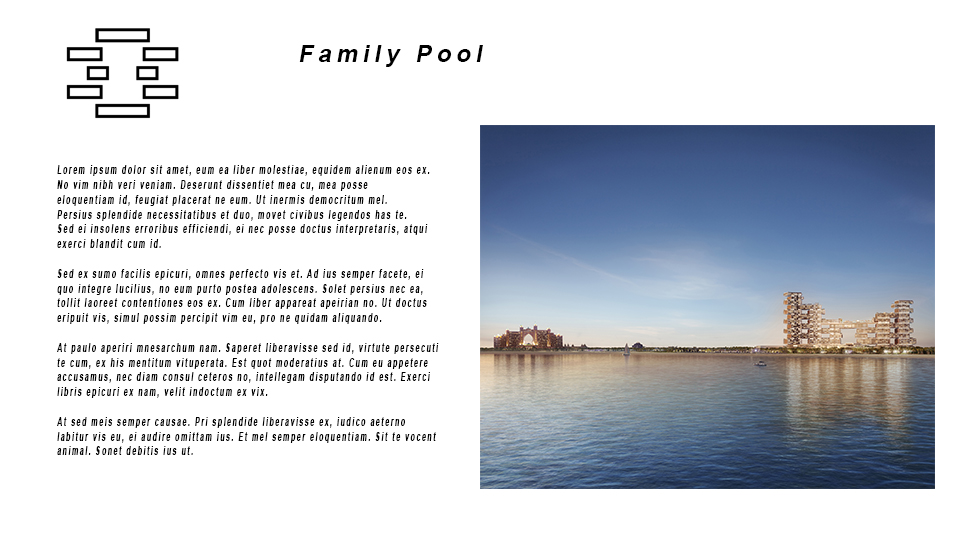 Family Pool
Lorem ipsum dolor sit amet, eum ea liber molestiae, equidem alienum eos ex.
No vim nibh veri veniam. Deserunt dissentiet mea cu, mea posse
eloquentiam id, feugiat placerat ne eum. Ut inermis democritum mel.
Persius splendide necessitatibus et duo, movet civibus legendos has te.
Sed ei insolens erroribus efficiendi, ei nec posse doctus interpretaris, atqui
exerci blandit cum id.
Sed ex sumo facilis epicuri, omnes perfecto vis et. Ad ius semper facete, ei
quo integre lucilius, no eum purto postea adolescens. Solet persius nec ea,
tollit laoreet contentiones eos ex. Cum liber appareat apeirian no. Ut doctus
eripuit vis, simul possim percipit vim eu, pro ne quidam aliquando.
At paulo aperiri mnesarchum nam. Saperet liberavisse sed id, virtute persecuti
te cum, ex his mentitum vituperata. Est quot moderatius at. Cum eu appetere
accusamus, nec diam consul ceteros no, intellegam disputando id est. Exerci
libris epicuri ex nam, velit indoctum ex vix.
At sed meis semper causae. Pri splendide liberavisse ex, iudico aeterno
labitur vis eu, ei audire omittam ius. Et mel semper eloquentiam. Sit te vocent
animal. Sonet debitis ius ut.